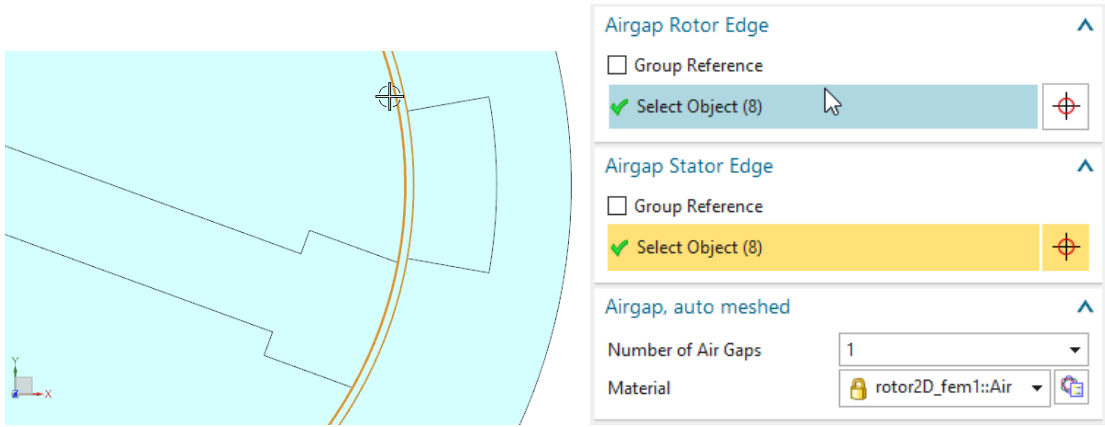 Airgap Rotor Edge
Group Reference
Select Object (8)
Airgap Stator Edge
Group Reference
Select Object (8)
Airgap, auto meshed
Number of Air Gaps 1
Material rotor2D_fem1::Air
Y
Z X